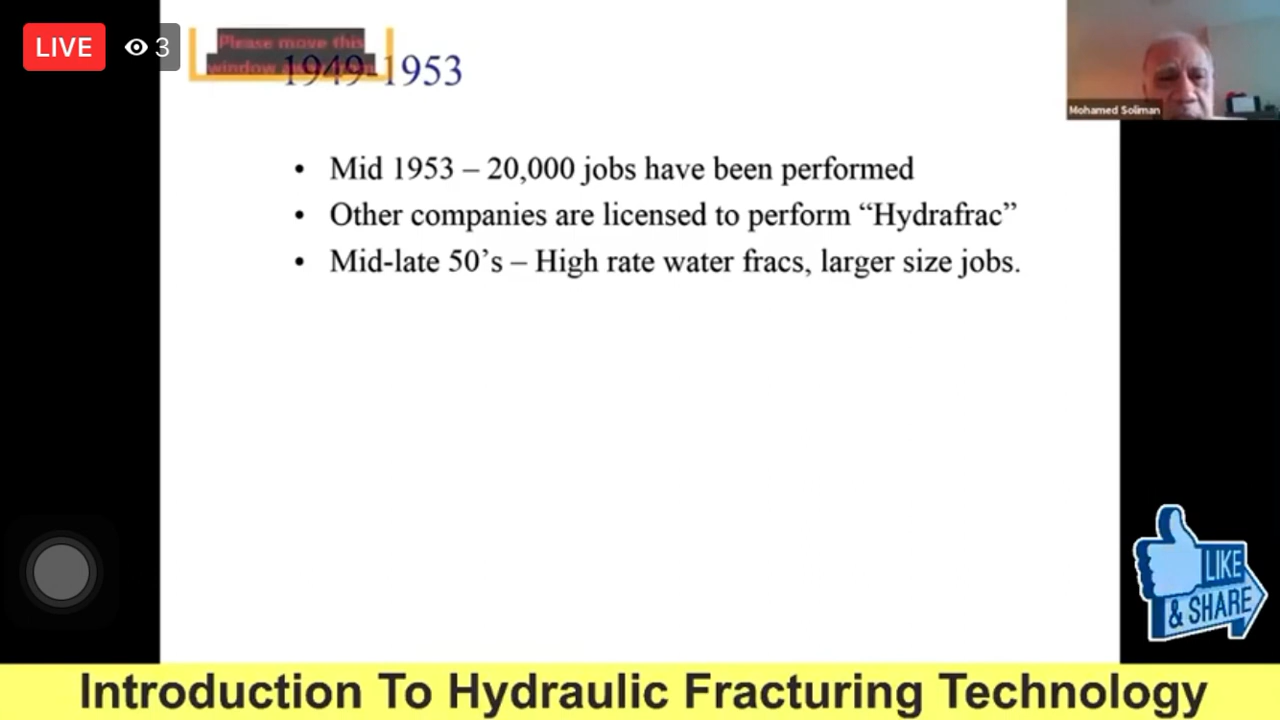 LIVE
3
Please move this
window
1949-1953
Mohamed Soliman
• Mid 1953 – 20,000 jobs have been performed
• Other companies are licensed to perform “Hydrafrac”
• Mid-late 50’s – High rate water fracs, larger size jobs.
LIKE
& SHARE
Introduction To Hydraulic Fracturing Technology